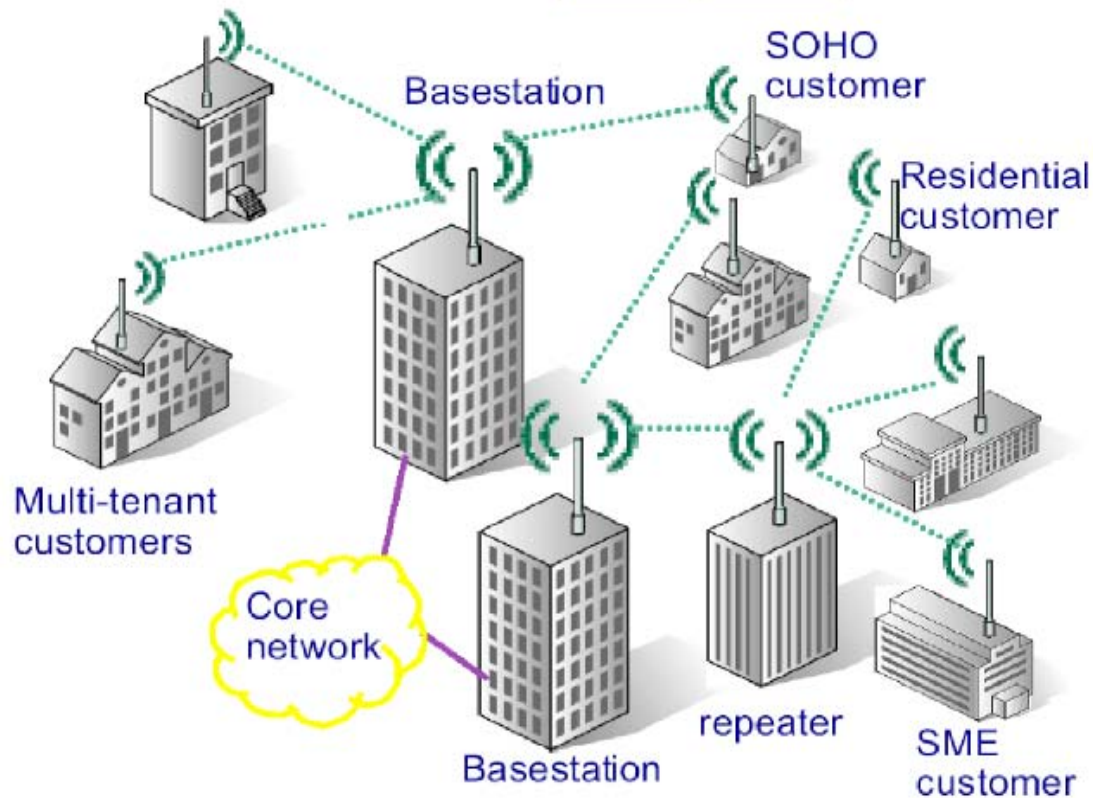 SOHO
customer
Basestation
Residential
customer
Multi-tenant
customers
Core
network
repeater
Basestation
SME
customer